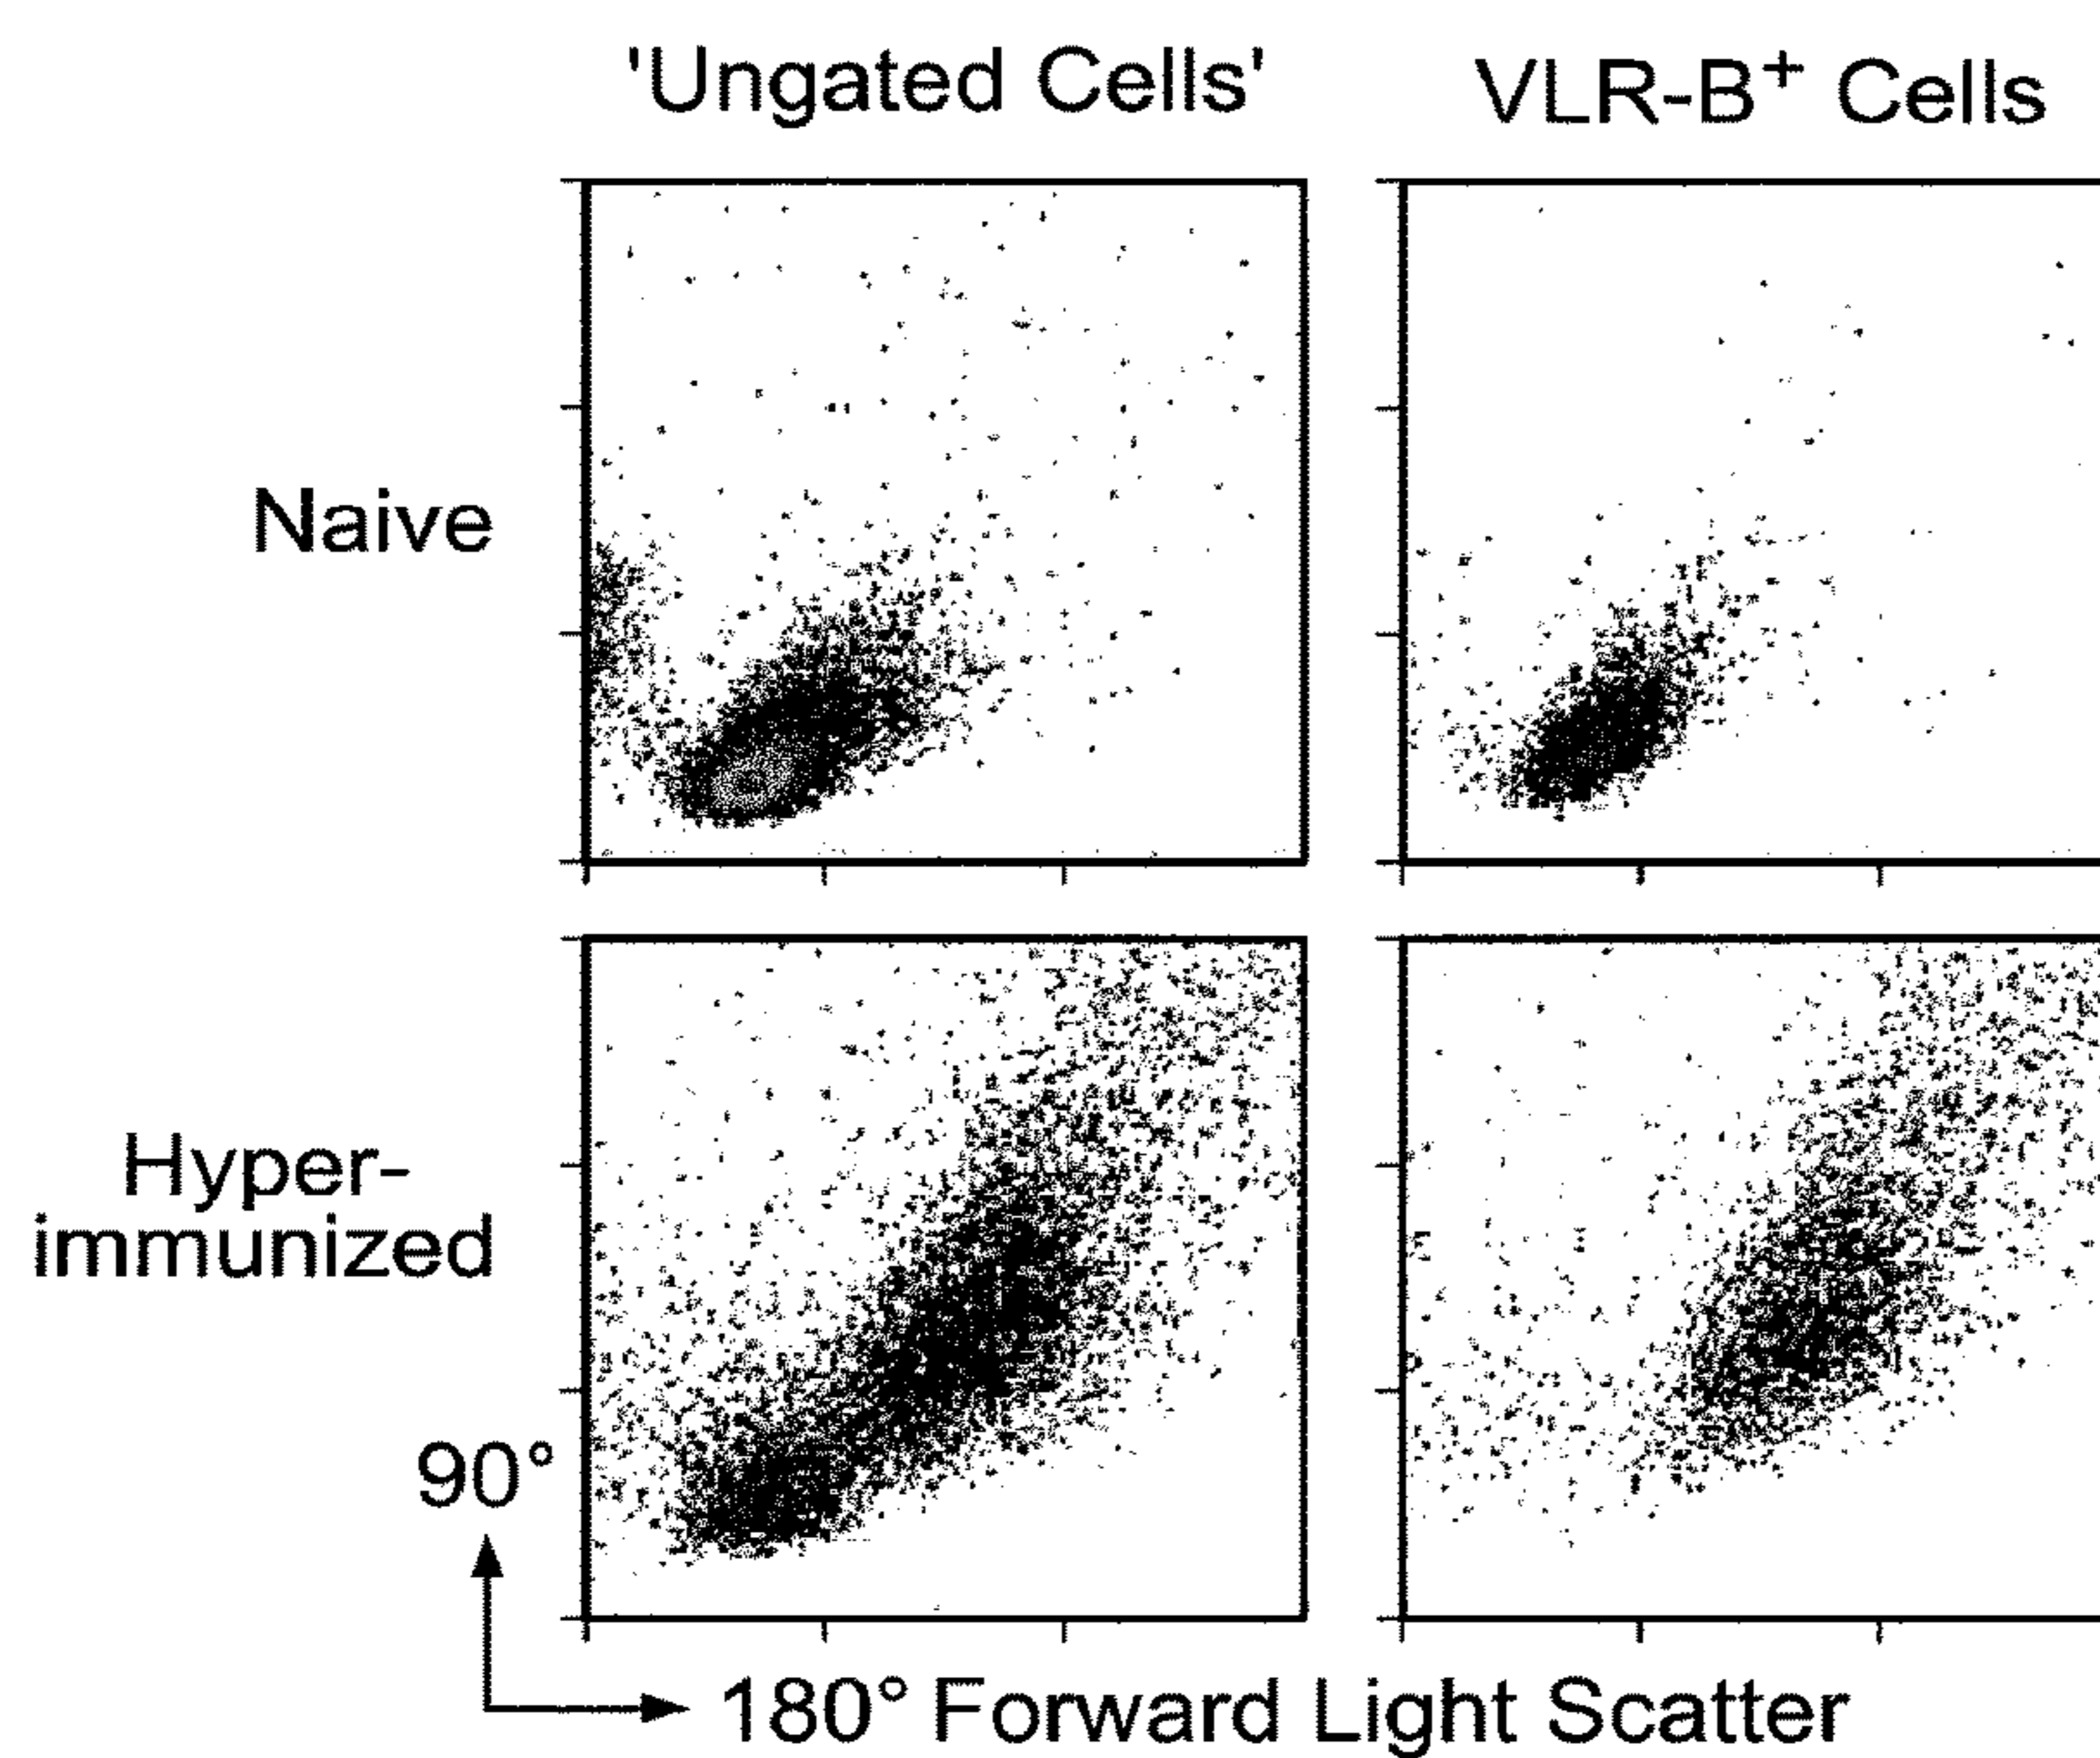 'Ungated Cells'
VLR-B⁺ Cells
Naive
Hyper-
immunized
90°
180° Forward Light Scatter